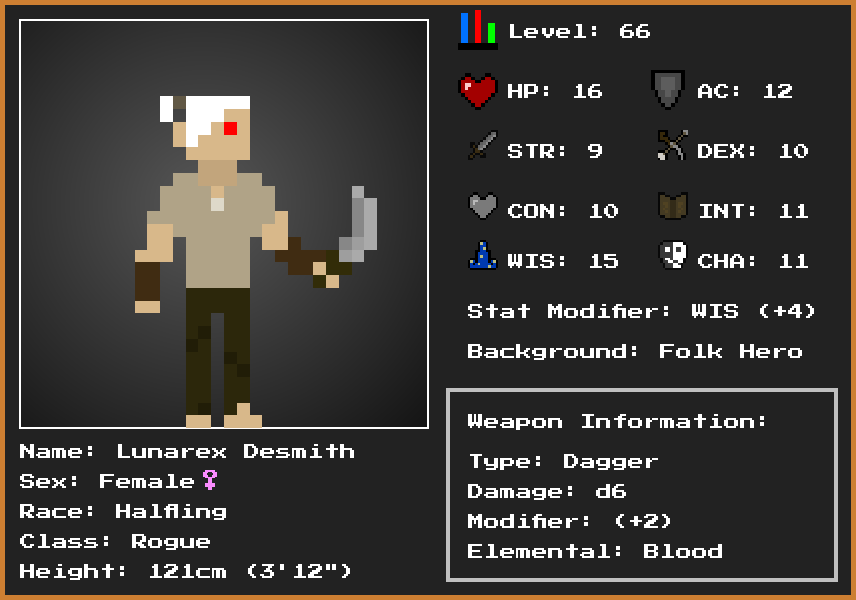 Level: 66
HP: 16
AC: 12
STR: 9
DEX: 10
CON: 10
INT: 11
WIS: 15
CHA: 11
Stat Modifier: WIS (+4)
Background: Folk Hero
Name: Lunarex Desmith
Sex: Female♀
Race: Halfling
Class: Rogue
Height: 121cm (3'12")
Weapon Information:
Type: Dagger
Damage: d6
Modifier: (+2)
Elemental: Blood